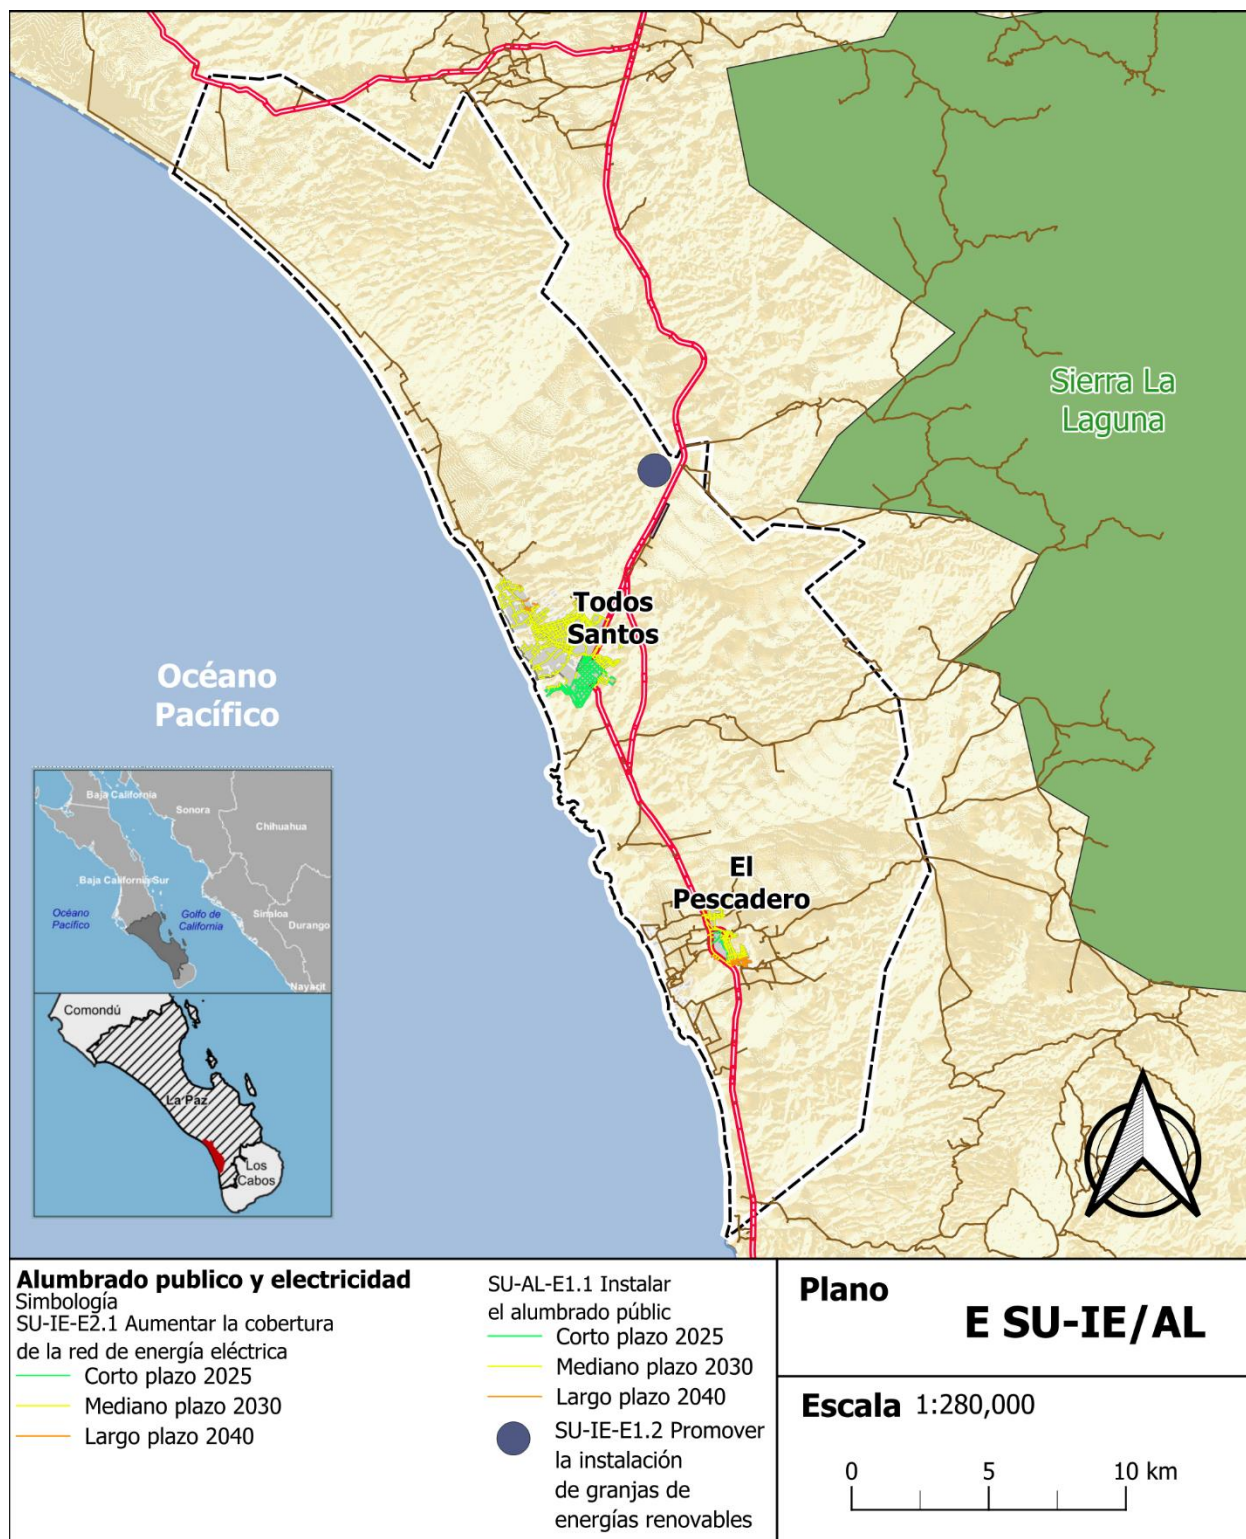 Sierra La
Laguna
Todos
Santos
Océano
Pacífico
El
Pescadero
Baja California
Sonora
Chihuahua
Baja California Sur
Océano
Pacífico
Golfo de
California
Sinaloa
Durango
Nayarit
Comondú
La Paz
Los
Cabos
Alumbrado publico y electricidad
Simbología
SU-IE-E2.1 Aumentar la cobertura
de la red de energía eléctrica
Corto plazo 2025
Mediano plazo 2030
Largo plazo 2040
SU-AL-E1.1 Instalar
el alumbrado públic
Corto plazo 2025
Mediano plazo 2030
Largo plazo 2040
SU-IE-E1.2 Promover
la instalación
de granjas de
energías renovables
Plano
E SU-IE/AL
Escala 1:280,000
0 5 10 km